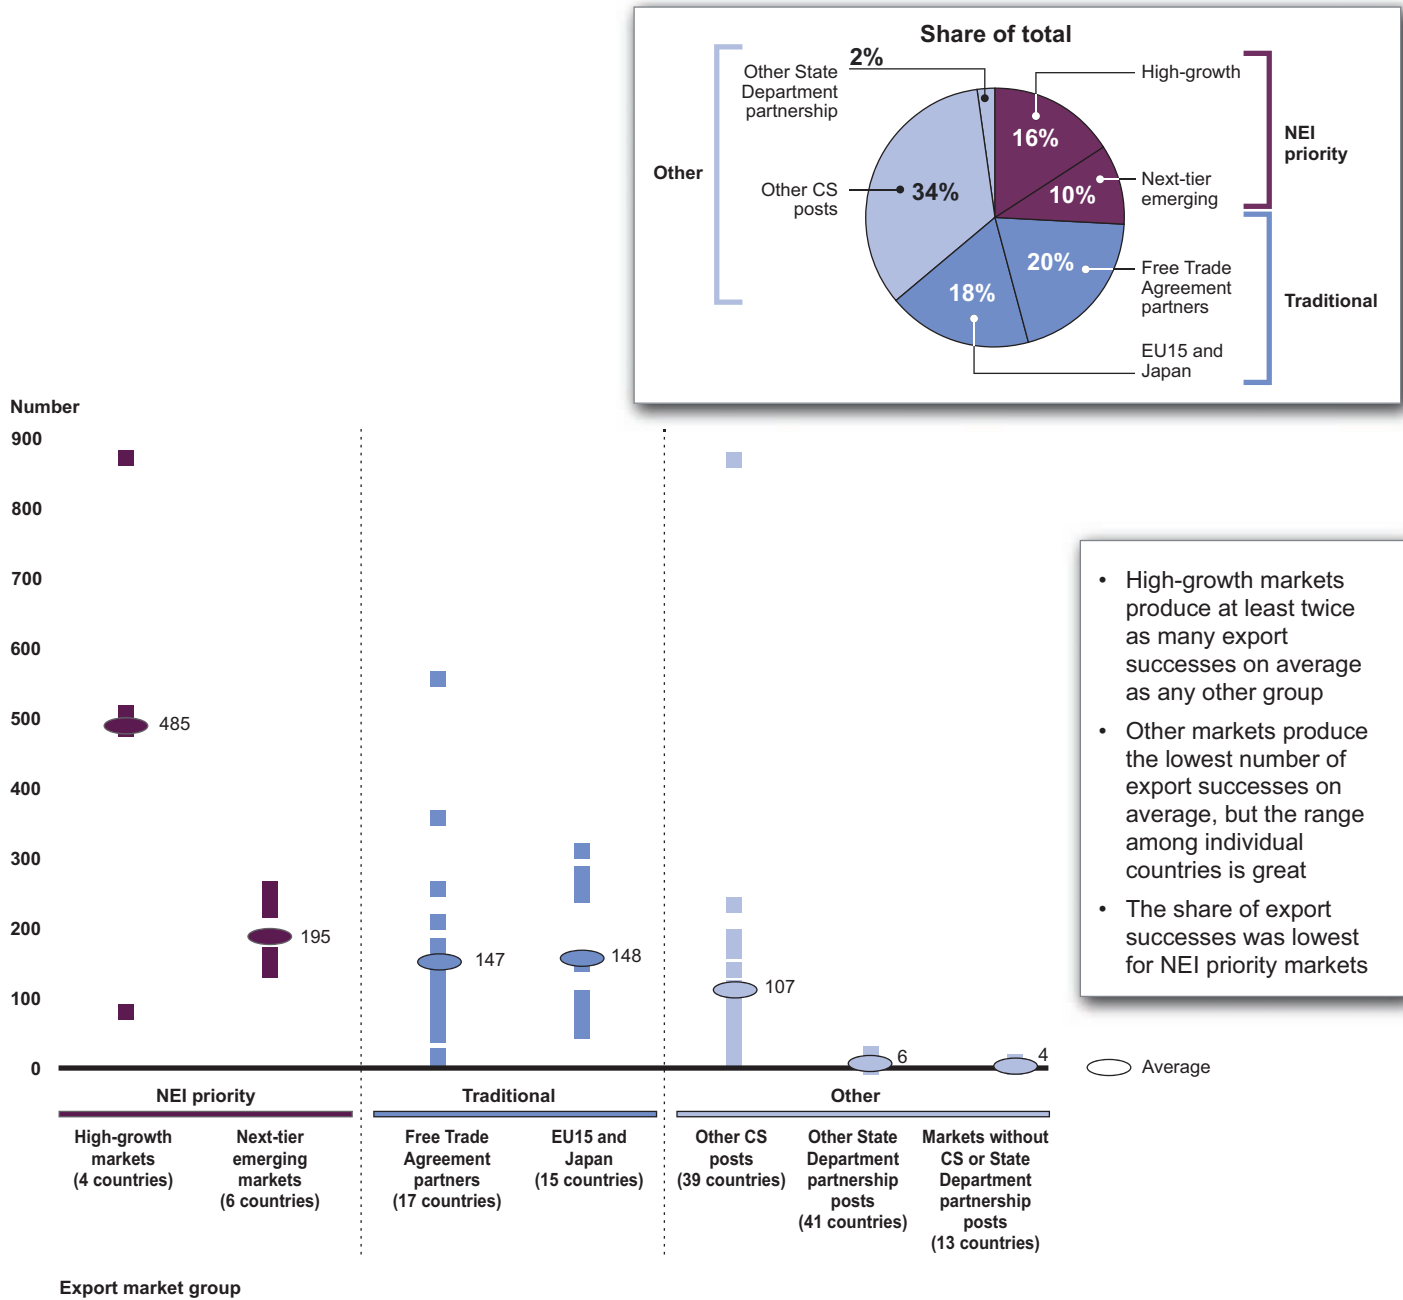 Share of total
2%
Other State
Department
partnership
High-growth
NEI
priority
16%
Other
Other CS
posts
34%
10%
Next-tier
emerging
20%
Free Trade
Agreement
partners
Traditional
18%
EU15 and
Japan
Number
900
800
700
600
500
400
300
200
100
0
485
195
147
148
107
6
4
• High-growth markets
produce at least twice
as many export
successes on average
as any other group
• Other markets produce
the lowest number of
export successes on
average, but the range
among individual
countries is great
• The share of export
successes was lowest
for NEI priority markets
Average
NEI priority
Traditional
Other
High-growth
markets
(4 countries)
Next-tier
emerging
markets
(6 countries)
Free Trade
Agreement
partners
(17 countries)
EU15 and
Japan
(15 countries)
Other CS
posts
(39 countries)
Other State
Department
partnership
posts
(41 countries)
Markets without
CS or State
Department
partnership
posts
(13 countries)
Export market group